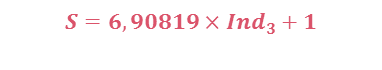 S = 6,90819 × Ind₃ + 1